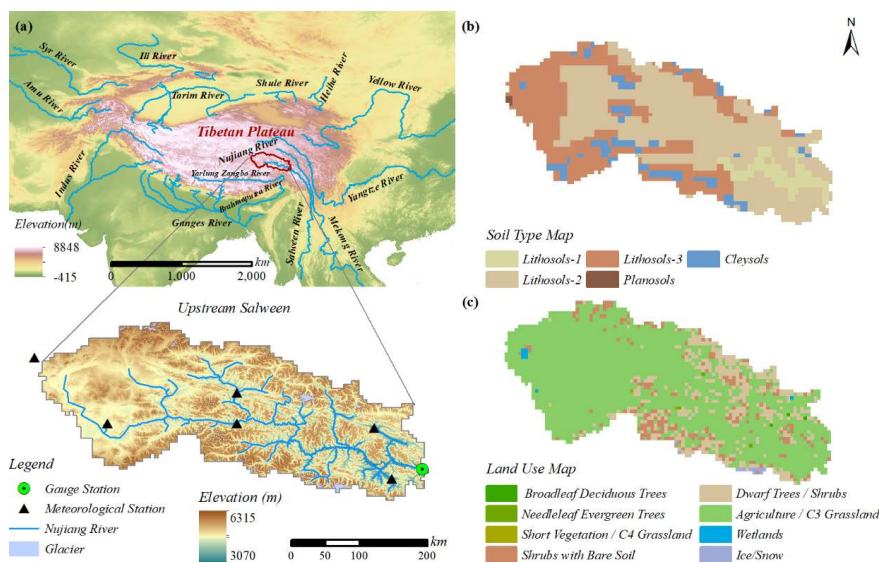 (a)
Syr River
Ili River
Amu River
Tarim River
Shule River
Heihe River
Yellow River
Tibetan Plateau
Nujiang River
Yarlung Zangbo River
Indus River
Brahmaputra River
Ganges River
Salween River
Mekong River
Yangtze River
Elevation(m)
8848
-415
km
0 1,000 2,000
Upstream Salween
Legend
Gauge Station
Meteorological Station
Nujiang River
Glacier
Elevation (m)
6315
3070
km
0 50 100 200
(b)
N
Soil Type Map
Lithosols-1 Lithosols-3 Cleysols
Lithosols-2 Planosols
(c)
Land Use Map
Broadleaf Deciduous Trees Dwarf Trees / Shrubs
Needleleaf Evergreen Trees Agriculture / C3 Grassland
Short Vegetation / C4 Grassland Wetlands
Shrubs with Bare Soil Ice/Snow